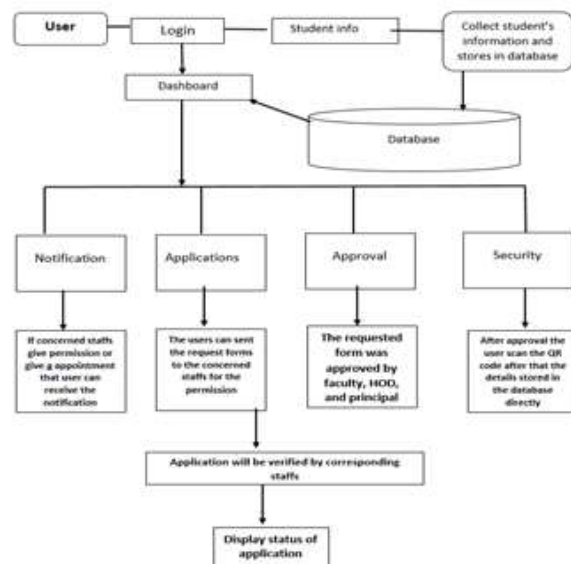 User
Login
Student info
Collect student's
information and
stores in database
Dashboard
Database
Notification
Applications
Approval
Security
If concerned staffs
give permission or
give a appointment
that user can
receive the
notification
The users can sent
the request forms
to the concerned
staffs for the
permission
The requested
form was
approved by
faculty, HOD,
and principal
After approval the
user scan the QR
code after that the
details stored in
the database
directly
Application will be verified by corresponding
staffs
Display status of
application